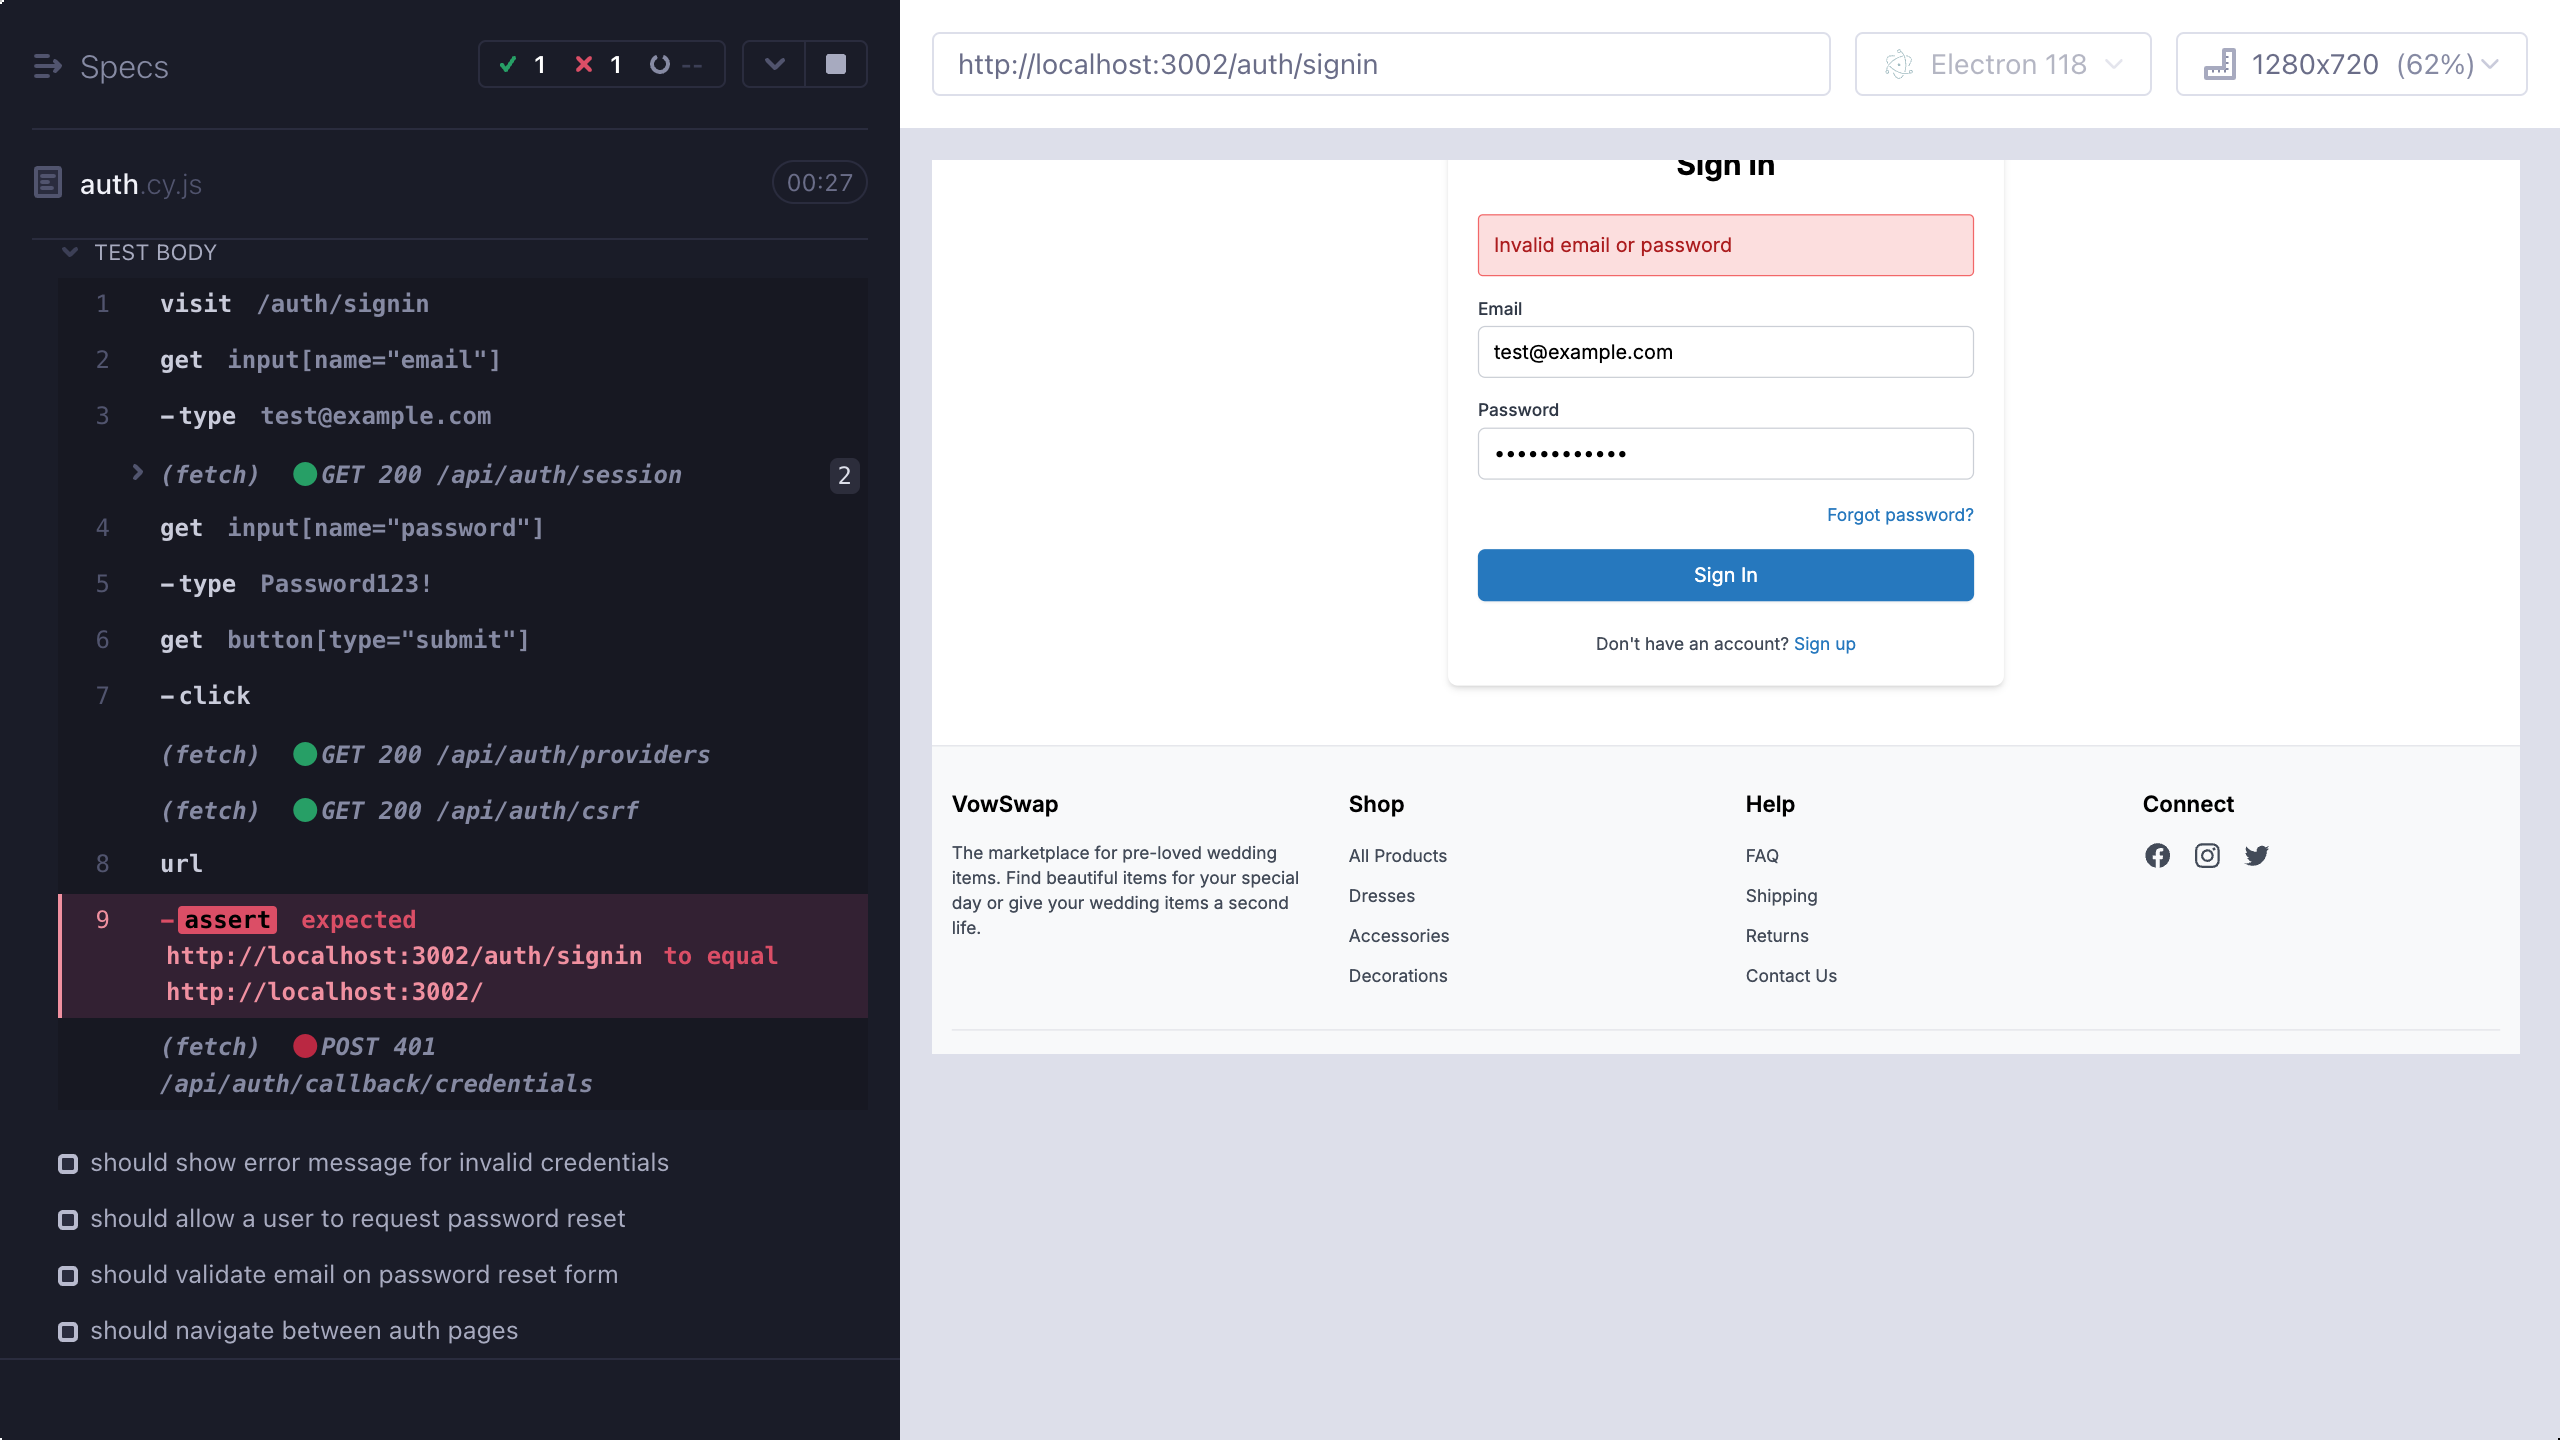 Specs
1 1 --
auth.cy.js 00:27
TEST BODY
1 visit /auth/signin
2 get input[name="email"]
3 -type test@example.com
(fetch) GET 200 /api/auth/session 2
4 get input[name="password"]
5 -type Password123!
6 get button[type="submit"]
7 -click
(fetch) GET 200 /api/auth/providers
(fetch) GET 200 /api/auth/csrf
8 url
9 -assert expected
http://localhost:3002/auth/signin to equal
http://localhost:3002/
(fetch) POST 401
/api/auth/callback/credentials
should show error message for invalid credentials
should allow a user to request password reset
should validate email on password reset form
should navigate between auth pages
http://localhost:3002/auth/signin
Electron 118
1280x720 (62%)
Sign In
Invalid email or password
Email
test@example.com
Password
••••••••••••
Forgot password?
Sign In
Don't have an account? Sign up
VowSwap
The marketplace for pre-loved wedding
items. Find beautiful items for your special
day or give your wedding items a second
life.
Shop
All Products
Dresses
Accessories
Decorations
Help
FAQ
Shipping
Returns
Contact Us
Connect